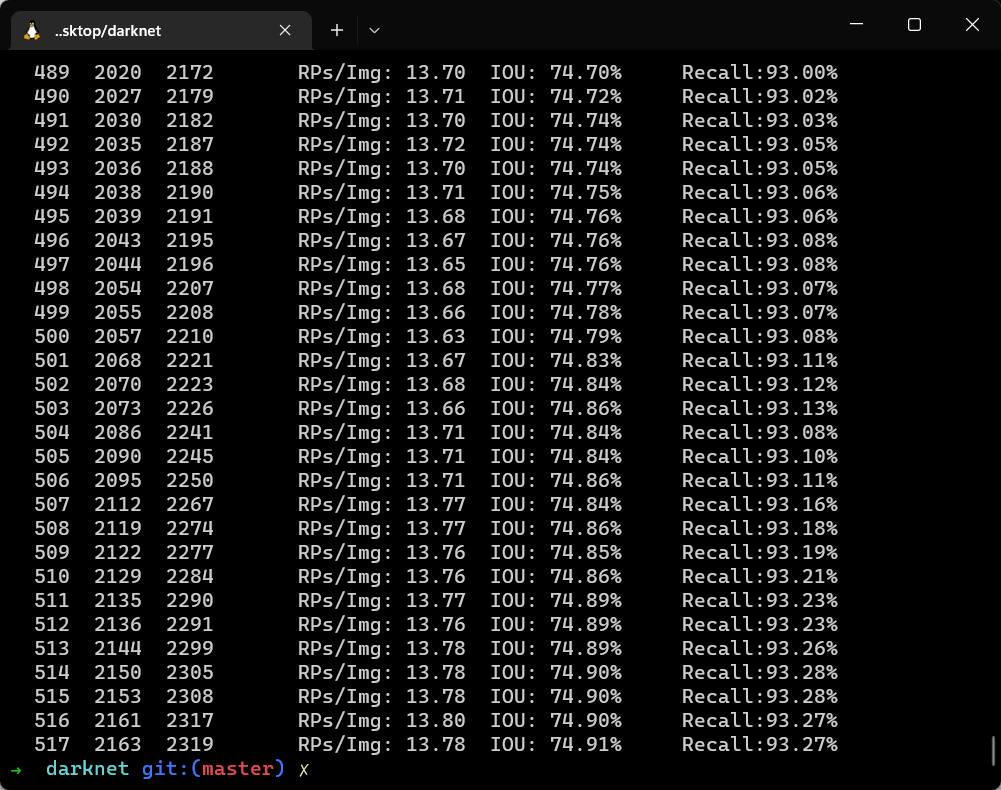 ..sktop/darknet
489 2020 2172 RPs/Img: 13.70 IOU: 74.70% Recall:93.00%
490 2027 2179 RPs/Img: 13.71 IOU: 74.72% Recall:93.02%
491 2030 2182 RPs/Img: 13.70 IOU: 74.74% Recall:93.03%
492 2035 2187 RPs/Img: 13.72 IOU: 74.74% Recall:93.05%
493 2036 2188 RPs/Img: 13.70 IOU: 74.74% Recall:93.05%
494 2038 2190 RPs/Img: 13.71 IOU: 74.75% Recall:93.06%
495 2039 2191 RPs/Img: 13.68 IOU: 74.76% Recall:93.06%
496 2043 2195 RPs/Img: 13.67 IOU: 74.76% Recall:93.08%
497 2044 2196 RPs/Img: 13.65 IOU: 74.76% Recall:93.08%
498 2054 2207 RPs/Img: 13.68 IOU: 74.77% Recall:93.07%
499 2055 2208 RPs/Img: 13.66 IOU: 74.78% Recall:93.07%
500 2057 2210 RPs/Img: 13.63 IOU: 74.79% Recall:93.08%
501 2068 2221 RPs/Img: 13.67 IOU: 74.83% Recall:93.11%
502 2070 2223 RPs/Img: 13.68 IOU: 74.84% Recall:93.12%
503 2073 2226 RPs/Img: 13.66 IOU: 74.86% Recall:93.13%
504 2086 2241 RPs/Img: 13.71 IOU: 74.84% Recall:93.08%
505 2090 2245 RPs/Img: 13.71 IOU: 74.84% Recall:93.10%
506 2095 2250 RPs/Img: 13.71 IOU: 74.86% Recall:93.11%
507 2112 2267 RPs/Img: 13.77 IOU: 74.84% Recall:93.16%
508 2119 2274 RPs/Img: 13.77 IOU: 74.86% Recall:93.18%
509 2122 2277 RPs/Img: 13.76 IOU: 74.85% Recall:93.19%
510 2129 2284 RPs/Img: 13.76 IOU: 74.86% Recall:93.21%
511 2135 2290 RPs/Img: 13.77 IOU: 74.89% Recall:93.23%
512 2136 2291 RPs/Img: 13.76 IOU: 74.89% Recall:93.23%
513 2144 2299 RPs/Img: 13.78 IOU: 74.89% Recall:93.26%
514 2150 2305 RPs/Img: 13.78 IOU: 74.90% Recall:93.28%
515 2153 2308 RPs/Img: 13.78 IOU: 74.90% Recall:93.28%
516 2161 2317 RPs/Img: 13.80 IOU: 74.90% Recall:93.27%
517 2163 2319 RPs/Img: 13.78 IOU: 74.91% Recall:93.27%
→ darknet git:(master) ✗